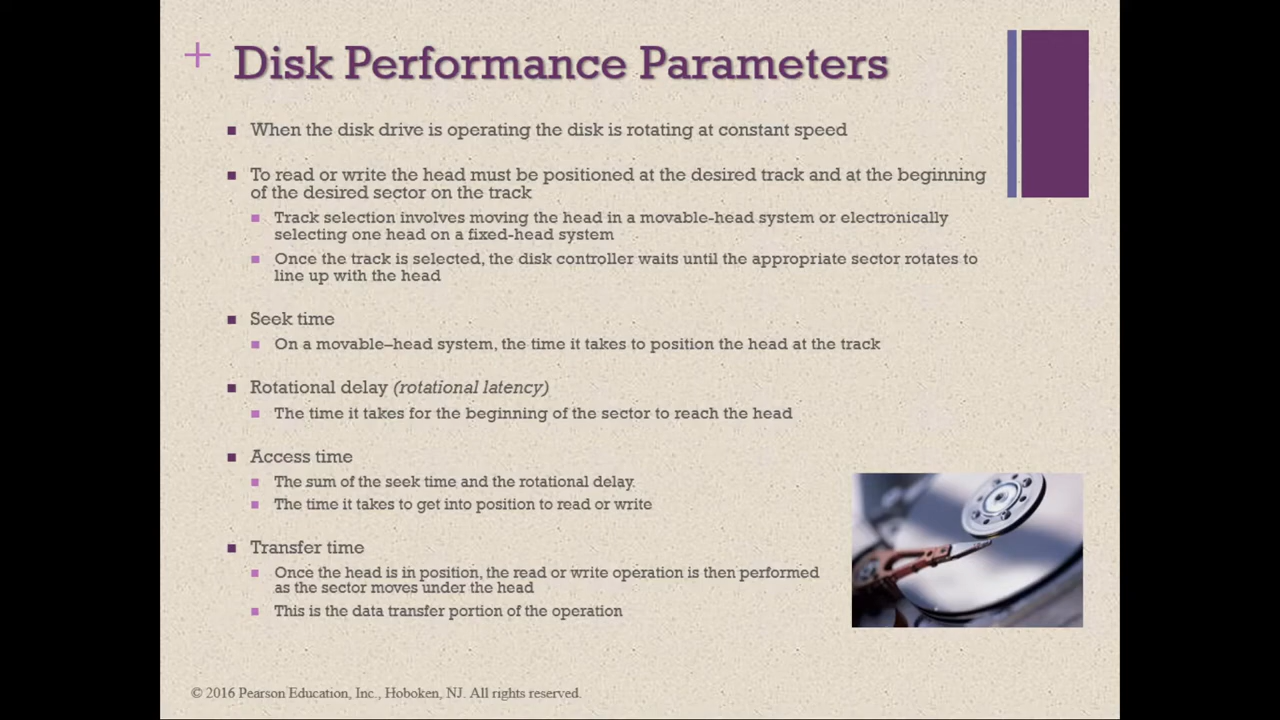 + Disk Performance Parameters
■ When the disk drive is operating the disk is rotating at constant speed
■ To read or write the head must be positioned at the desired track and at the beginning
of the desired sector on the track
■ Track selection involves moving the head in a movable-head system or electronically
selecting one head on a fixed-head system
■ Once the track is selected, the disk controller waits until the appropriate sector rotates to
line up with the head
■ Seek time
■ On a movable–head system, the time it takes to position the head at the track
■ Rotational delay (rotational latency)
■ The time it takes for the beginning of the sector to reach the head
■ Access time
■ The sum of the seek time and the rotational delay.
■ The time it takes to get into position to read or write
■ Transfer time
■ Once the head is in position, the read or write operation is then performed
as the sector moves under the head
■ This is the data transfer portion of the operation
© 2016 Pearson Education, Inc., Hoboken, NJ. All rights reserved.